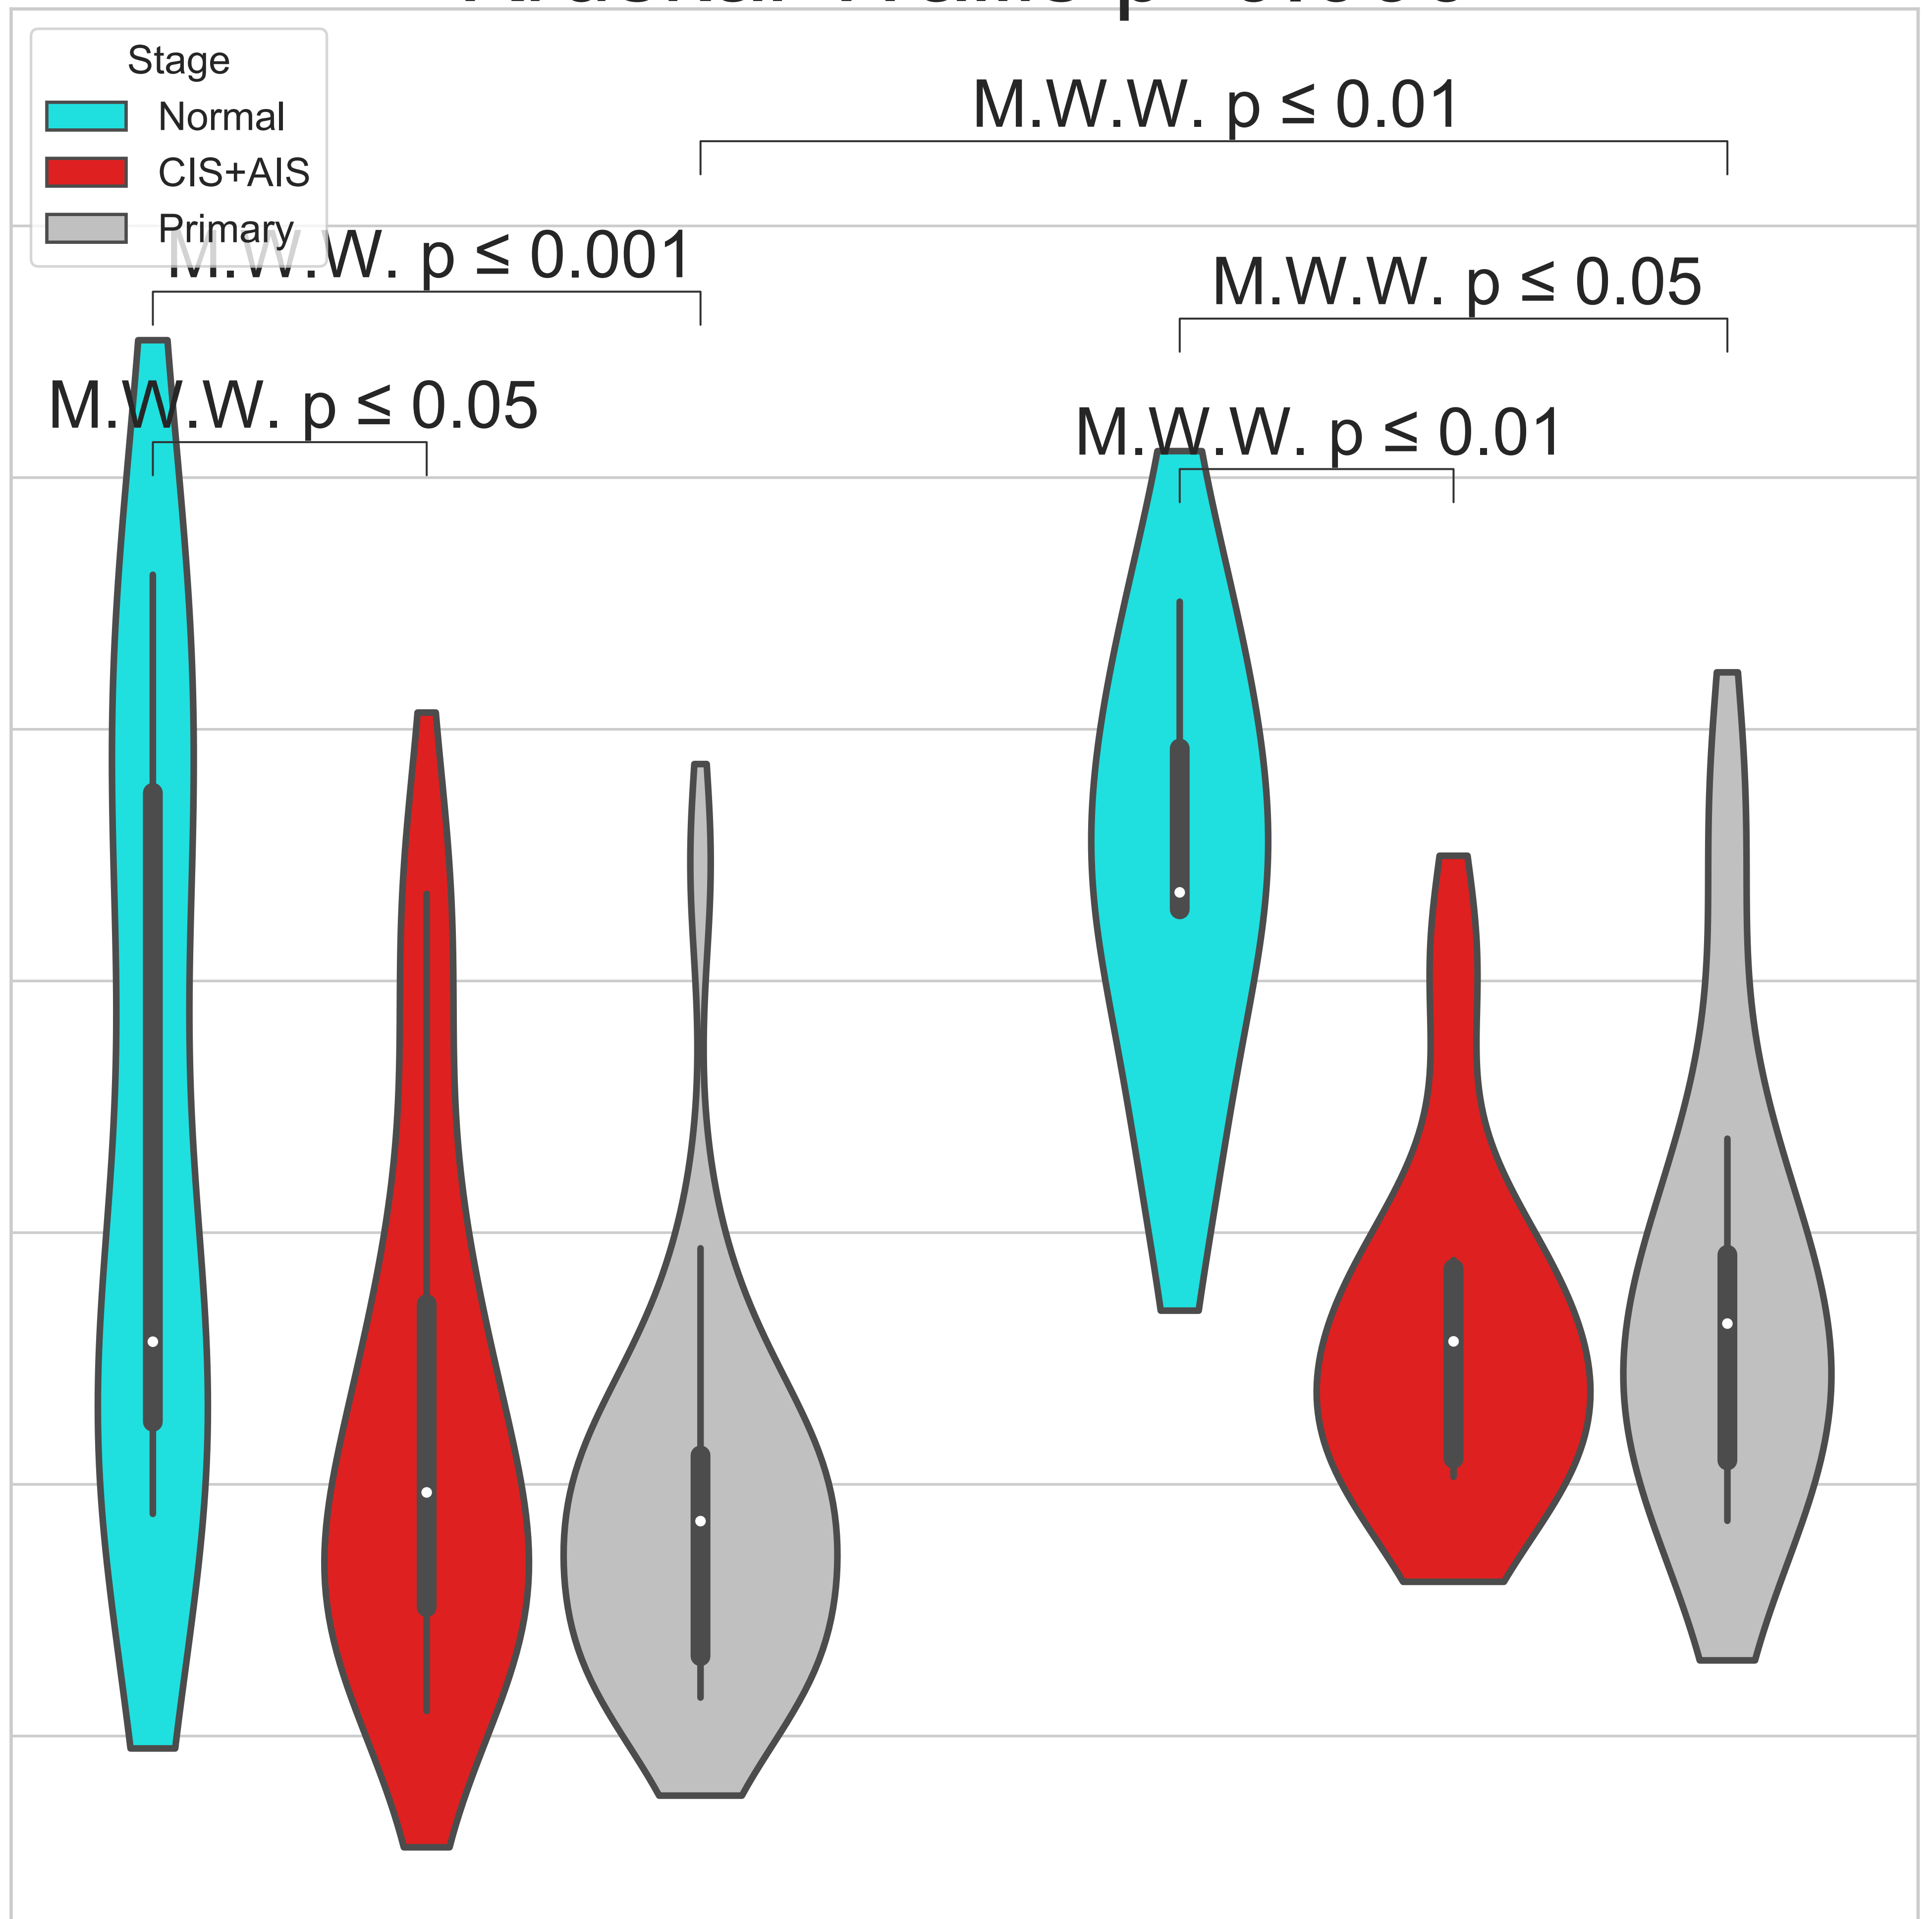 Stage
Normal
CIS+AIS
Primary
M.W.W. p ≤ 0.01
M.W.W. p ≤ 0.001
M.W.W. p ≤ 0.05
M.W.W. p ≤ 0.05
M.W.W. p ≤ 0.01